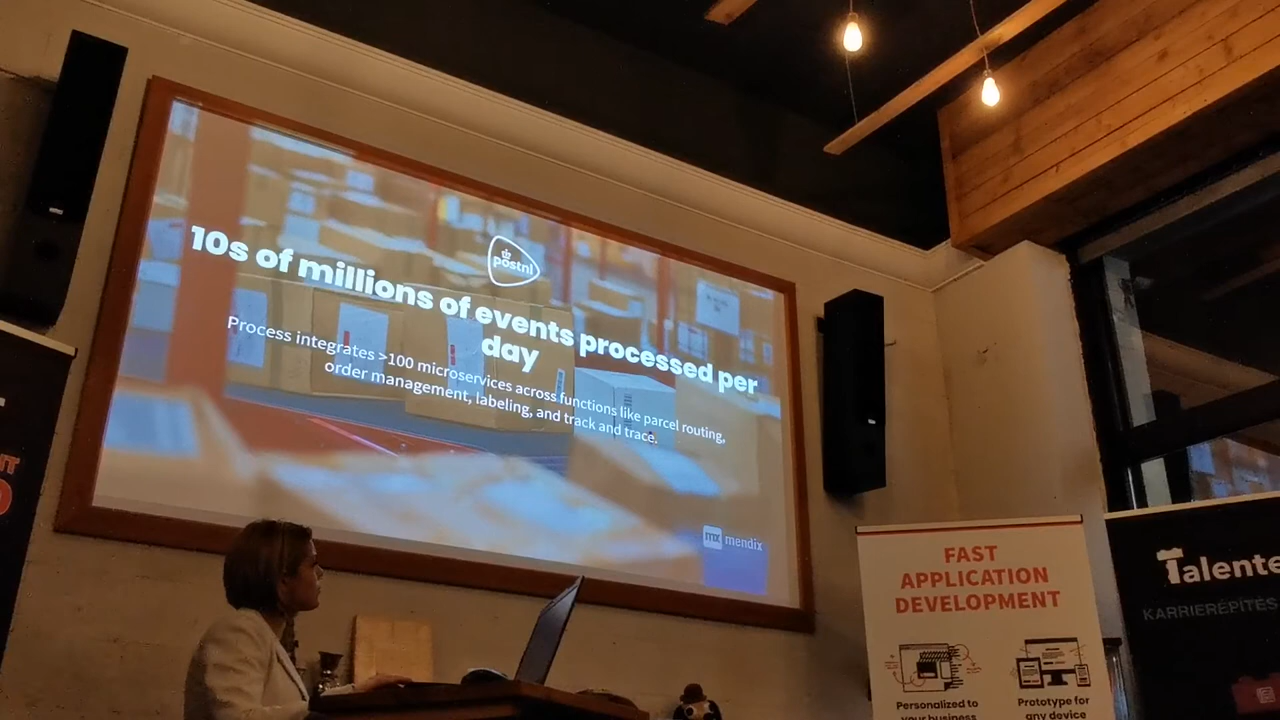 postnl
10s of millions of events processed per
day
Process integrates >100 microservices across functions like parcel routing,
order management, labeling, and track and trace.
mx mendix
FAST
APPLICATION
DEVELOPMENT
Personalized to
your business
Prototype for
any device
Talente
KARRIERÉPÍTÉS